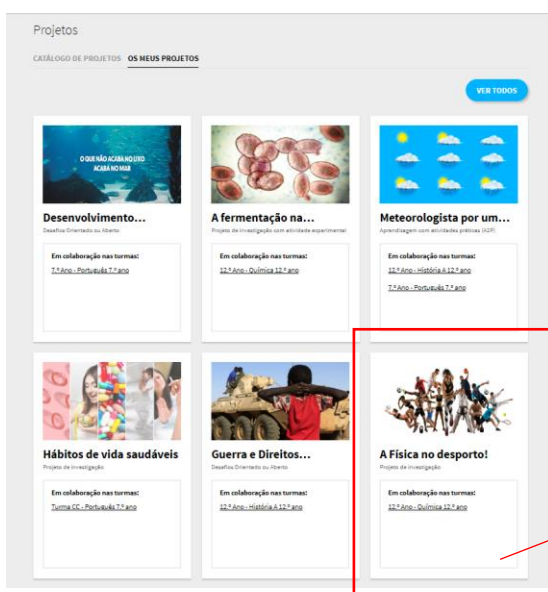 Projetos
CATÁLOGO DE PROJETOS OS MEUS PROJETOS
VER TODOS
O QUE NÃO ACABA NO LIXO
ACABA NO MAR
Desenvolvimento...
Desafios Orientado ou Aberto
Em colaboração nas turmas:
7.º Ano - Português 7.º ano
A fermentação na...
Projeto de investigação com atividade experimental
Em colaboração nas turmas:
12.º Ano - Química 12.º ano
Meteorologista por um...
Aprendizagem com atividades práticas (A2P)
Em colaboração nas turmas:
12.º Ano - História A 12.º ano
7.º Ano - Português 7.º ano
Hábitos de vida saudáveis
Projeto de investigação
Em colaboração nas turmas:
Turma CC - Português 7.º ano
Guerra e Direitos...
Desafios Orientado ou Aberto
Em colaboração nas turmas:
12.º Ano - História A 12.º ano
A Física no desporto!
Projeto de investigação
Em colaboração nas turmas:
12.º Ano - Química 12.º ano